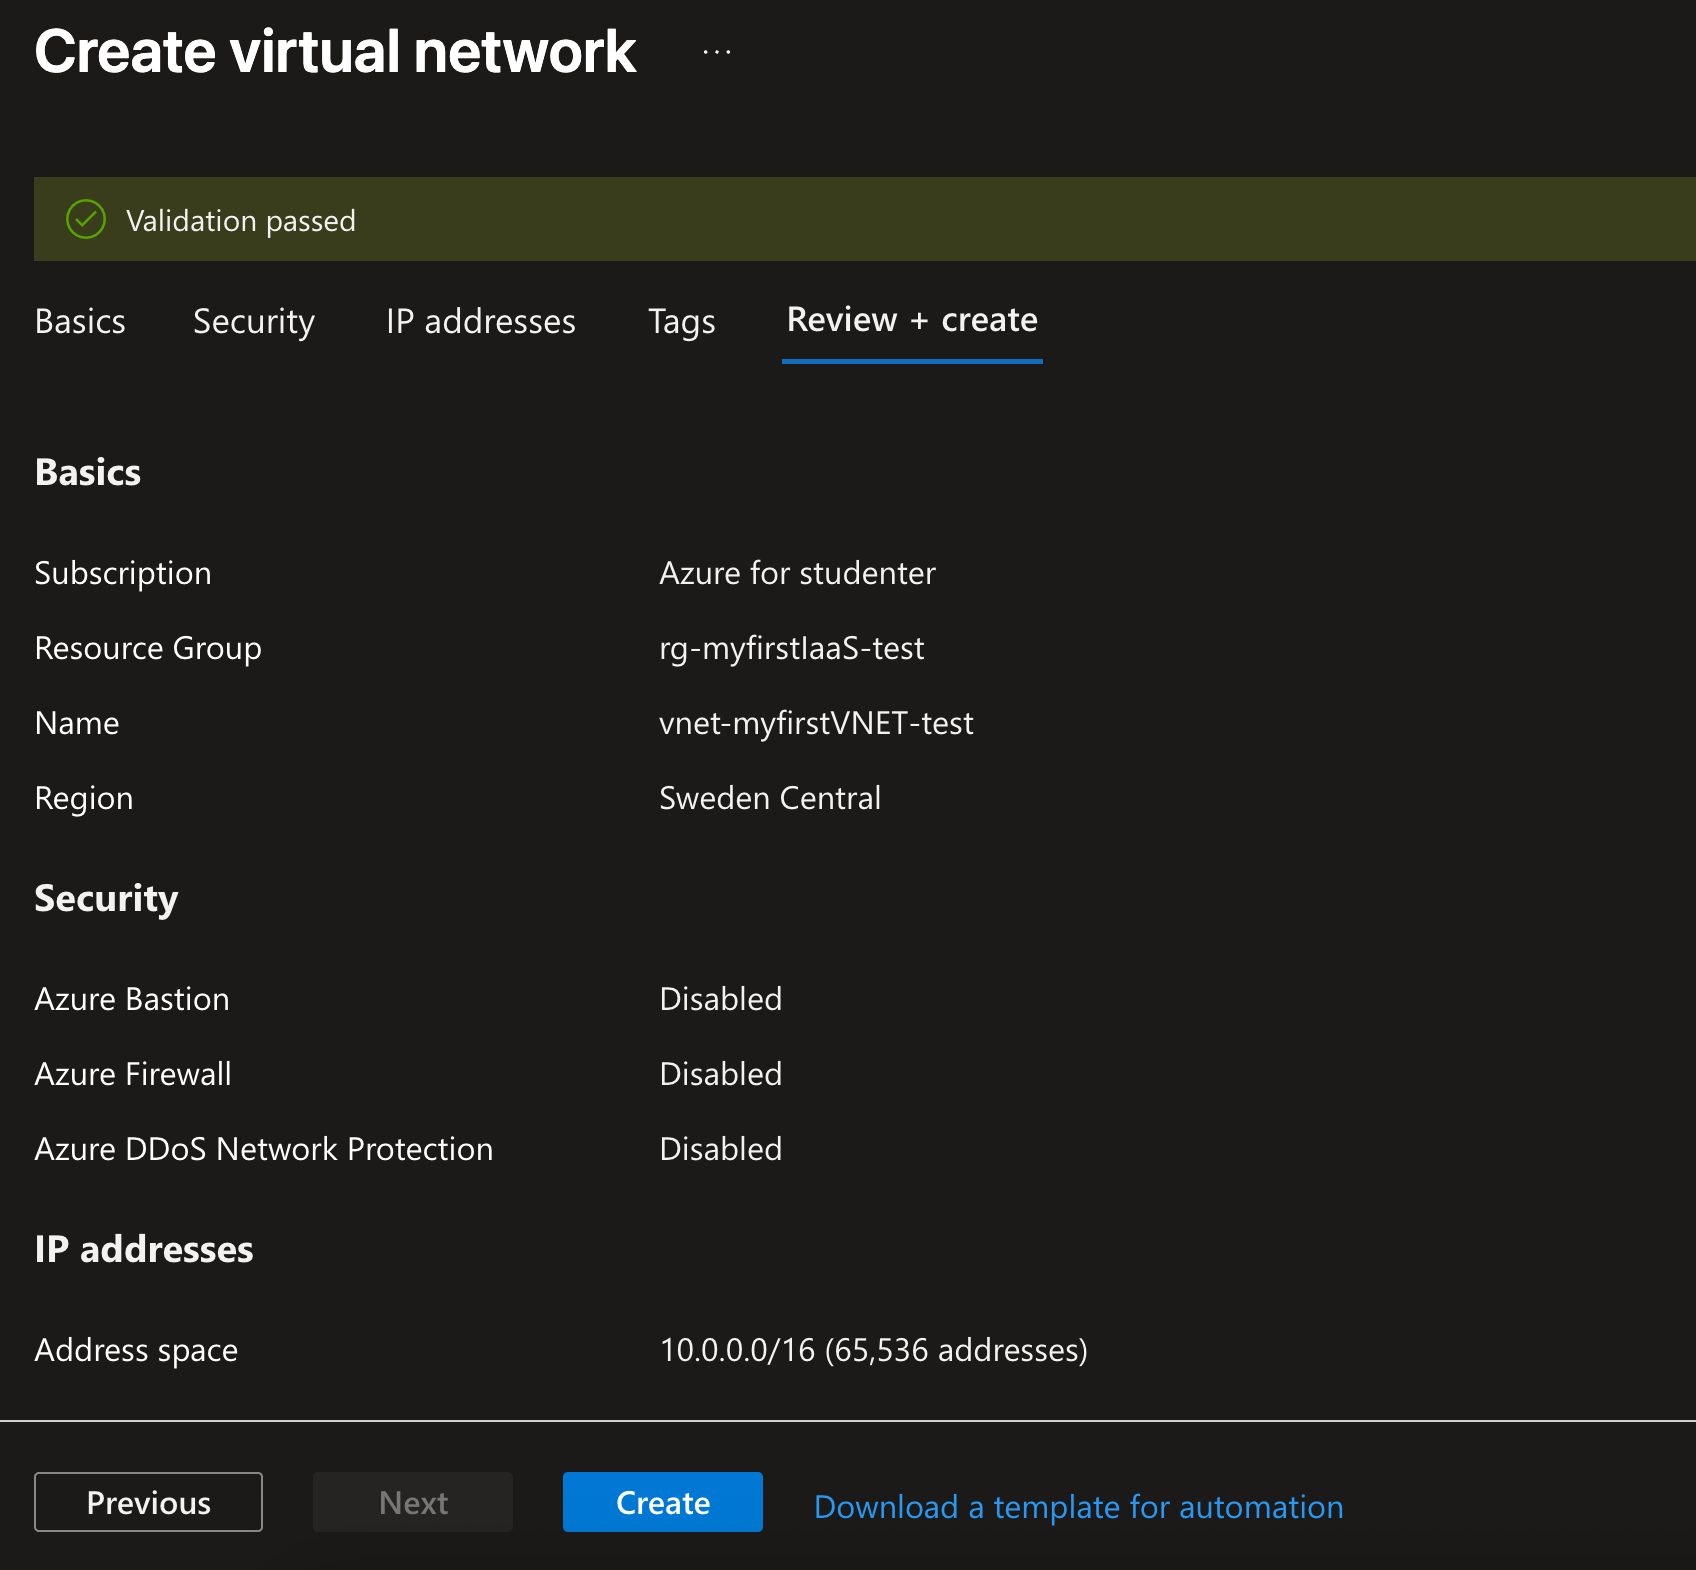 Create virtual network ...
Validation passed
Basics Security IP addresses Tags Review + create
Basics
Subscription Azure for studenter
Resource Group rg-myfirstIaaS-test
Name vnet-myfirstVNET-test
Region Sweden Central
Security
Azure Bastion Disabled
Azure Firewall Disabled
Azure DDoS Network Protection Disabled
IP addresses
Address space 10.0.0.0/16 (65,536 addresses)
Previous Next Create Download a template for automation